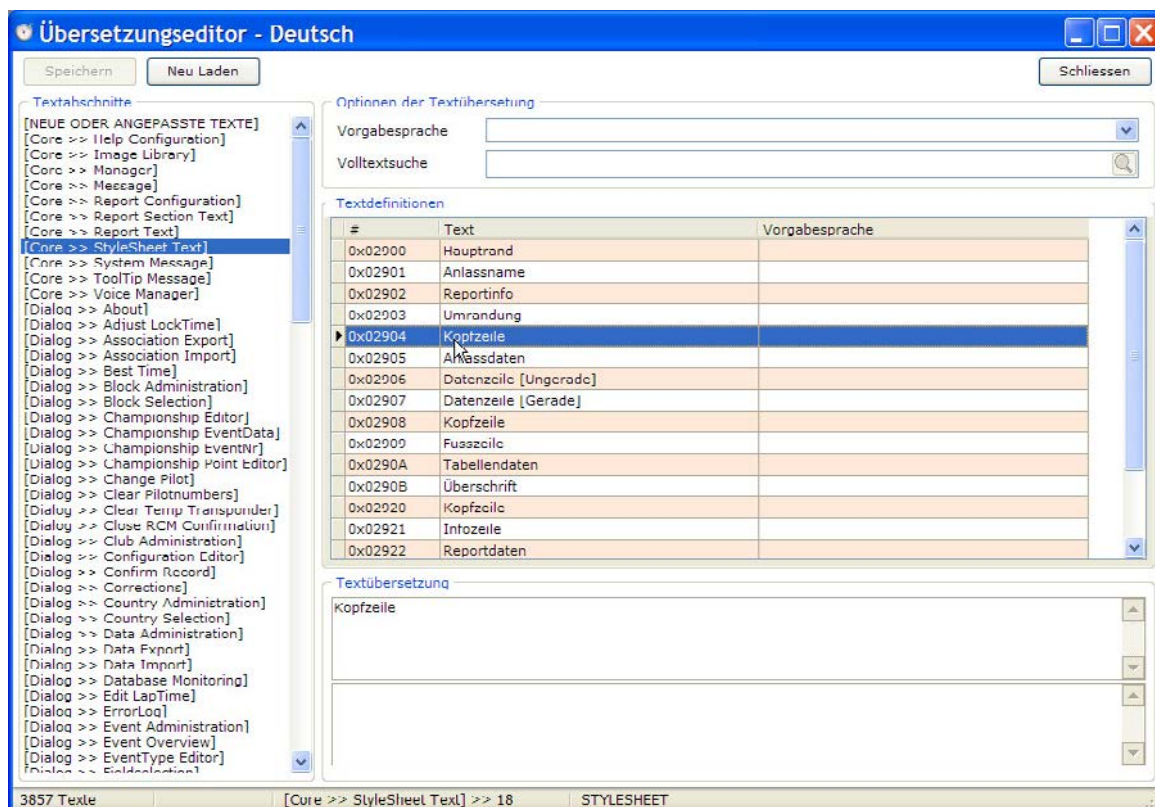 Übersetzungseditor - Deutsch
Speichern
Neu Laden
Schliessen
Textabschnitte
[NEUE ODER ANGEPASSTE TEXTE]
[Core >> Help Configuration]
[Core >> Image Library]
[Core >> Manager]
[Core >> Message]
[Core >> Report Configuration]
[Core >> Report Section Text]
[Core >> Report Text]
[Core >> StyleSheet Text]
[Core >> System Message]
[Core >> ToolTip Message]
[Core >> Voice Manager]
[Dialog >> About]
[Dialog >> Adjust LockTime]
[Dialog >> Association Export]
[Dialog >> Association Import]
[Dialog >> Best Time]
[Dialog >> Block Administration]
[Dialog >> Block Selection]
[Dialog >> Championship Editor]
[Dialog >> Championship EventData]
[Dialog >> Championship EventNr]
[Dialog >> Championship Point Editor]
[Dialog >> Change Pilot]
[Dialog >> Clear Pilotnumbers]
[Dialog >> Clear Temp Transponder]
[Dialog >> Close RCM Confirmation]
[Dialog >> Club Administration]
[Dialog >> Configuration Editor]
[Dialog >> Confirm Record]
[Dialog >> Corrections]
[Dialog >> Country Administration]
[Dialog >> Country Selection]
[Dialog >> Data Administration]
[Dialog >> Data Export]
[Dialog >> Data Import]
[Dialog >> Database Monitoring]
[Dialog >> Edit LapTime]
[Dialog >> ErrorLog]
[Dialog >> Event Administration]
[Dialog >> Event Overview]
[Dialog >> EventType Editor]
[Dialog >> Fieldselection]
Optionen der Textübersetung
Vorgabesprache
Volltextsuche
Textdefinitionen
# Text Vorgabesprache
0x02900 Hauptrand
0x02901 Anlassname
0x02902 Reportinfo
0x02903 Umrandung
0x02904 Kopfzeile
0x02905 Anlassdaten
0x02906 Datenzeile [Ungerade]
0x02907 Datenzeile [Gerade]
0x02908 Kopfzeile
0x02909 Fusszeile
0x0290A Tabellendaten
0x0290B Überschrift
0x02920 Kopfzeile
0x02921 Infozeile
0x02922 Reportdaten
Textübersetzung
Kopfzeile
3857 Texte [Core >> StyleSheet Text] >> 18 STYLESHEET